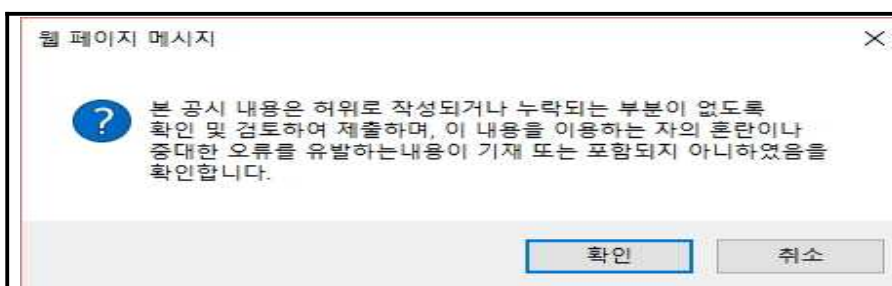 웹 페이지 메시지
본 공시 내용은 허위로 작성되거나 누락되는 부분이 없도록
확인 및 검토하여 제출하며, 이 내용을 이용하는 자의 혼란이나
중대한 오류를 유발하는내용이 기재 또는 포함되지 아니하였음을
확인합니다.
확인
취소